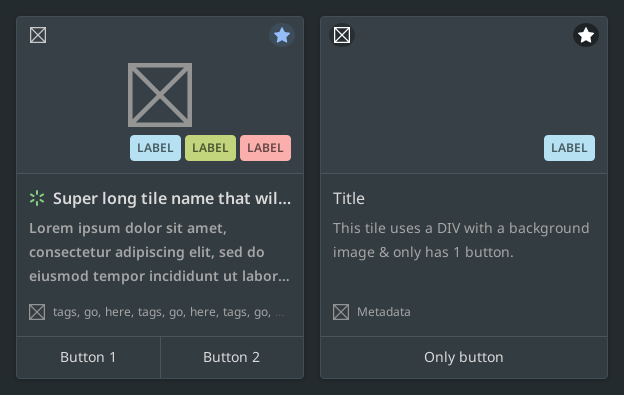 LABEL LABEL LABEL
Super long tile name that wil...
Lorem ipsum dolor sit amet,
consectetur adipiscing elit, sed do
eiusmod tempor incididunt ut labor...
tags, go, here, tags, go, here, tags, go, ...
Button 1 Button 2
LABEL
Title
This tile uses a DIV with a background
image & only has 1 button.
Metadata
Only button